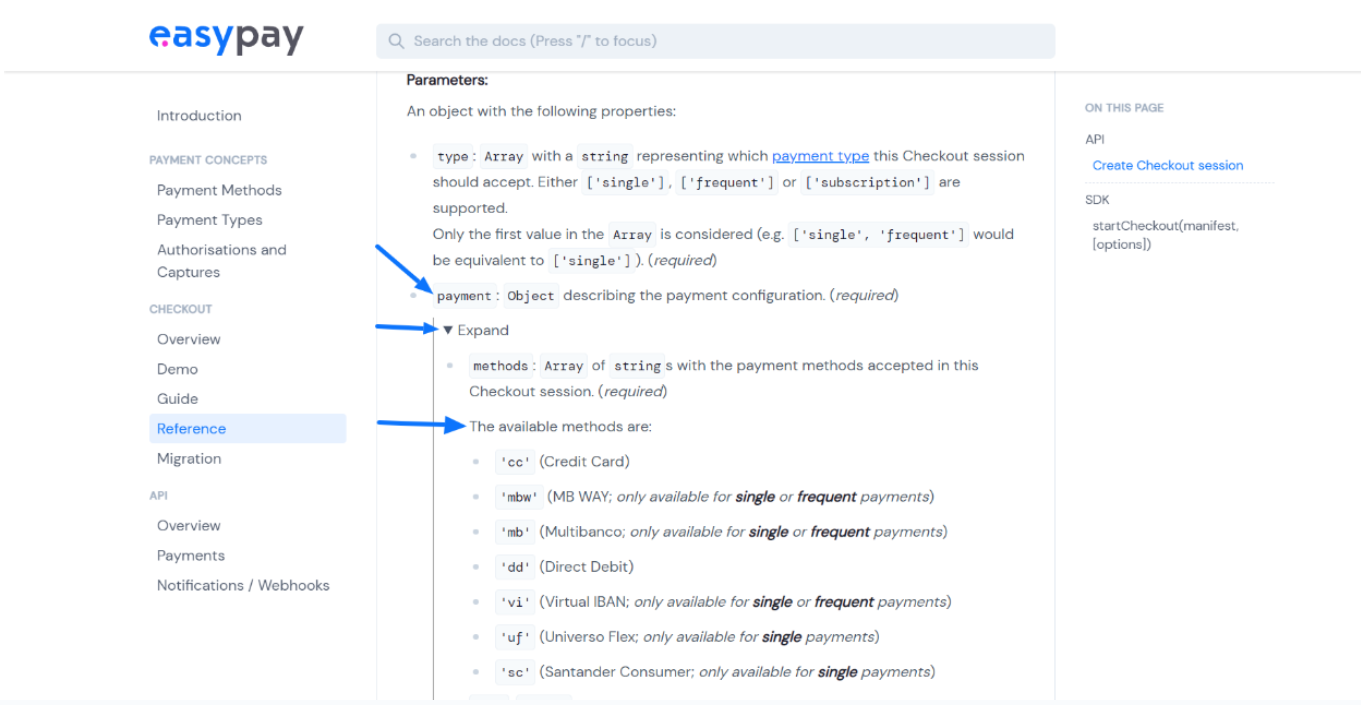 easypay
Search the docs (Press "/" to focus)
Introduction
PAYMENT CONCEPTS
Payment Methods
Payment Types
Authorisations and
Captures
CHECKOUT
Overview
Demo
Guide
Reference
Migration
API
Overview
Payments
Notifications / Webhooks
Parameters:
An object with the following properties:
type: Array with a string representing which payment type this Checkout session
should accept. Either ['single'], ['frequent'] or ['subscription'] are
supported.
Only the first value in the Array is considered (e.g. ['single', 'frequent'] would
be equivalent to ['single']). (required)
payment: Object describing the payment configuration. (required)
Expand
methods: Array of strings with the payment methods accepted in this
Checkout session. (required)
The available methods are:
'cc' (Credit Card)
'mbw' (MB WAY; only available for single or frequent payments)
'mb' (Multibanco; only available for single or frequent payments)
'dd' (Direct Debit)
'vi' (Virtual IBAN; only available for single or frequent payments)
'uf' (Universo Flex; only available for single payments)
'sc' (Santander Consumer; only available for single payments)
ON THIS PAGE
API
Create Checkout session
SDK
startCheckout(manifest,
[options])